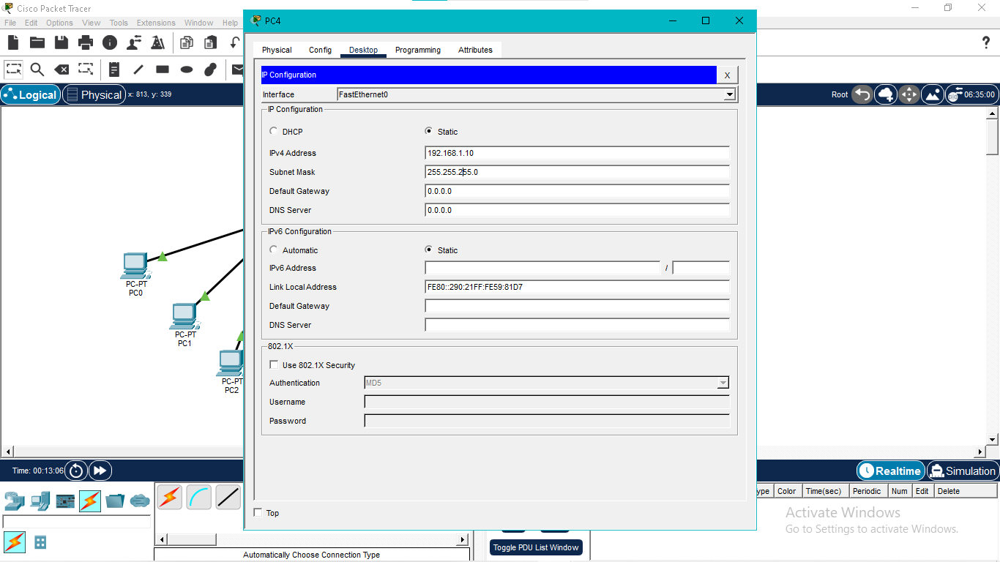 Cisco Packet Tracer
File Edit Options View Tools Extensions Window Help
?
Logical Physical x: 813, y: 339
Root 06:35:00
PC-PT
PC0
PC-PT
PC1
PC-PT
PC2
PC4
Physical Config Desktop Programming Attributes
IP Configuration X
Interface FastEthernet0
IP Configuration
DHCP Static
IPv4 Address 192.168.1.10
Subnet Mask 255.255.255.0
Default Gateway 0.0.0.0
DNS Server 0.0.0.0
IPv6 Configuration
Automatic Static
IPv6 Address /
Link Local Address FE80::290:21FF:FE59:81D7
Default Gateway
DNS Server
802.1X
Use 802.1X Security
Authentication MD5
Username
Password
Top
Time: 00:13:06
Realtime Simulation
Color Time(sec) Periodic Num Edit Delete
Activate Windows
Go to Settings to activate Windows.
Toggle PDU List Window
Automatically Choose Connection Type